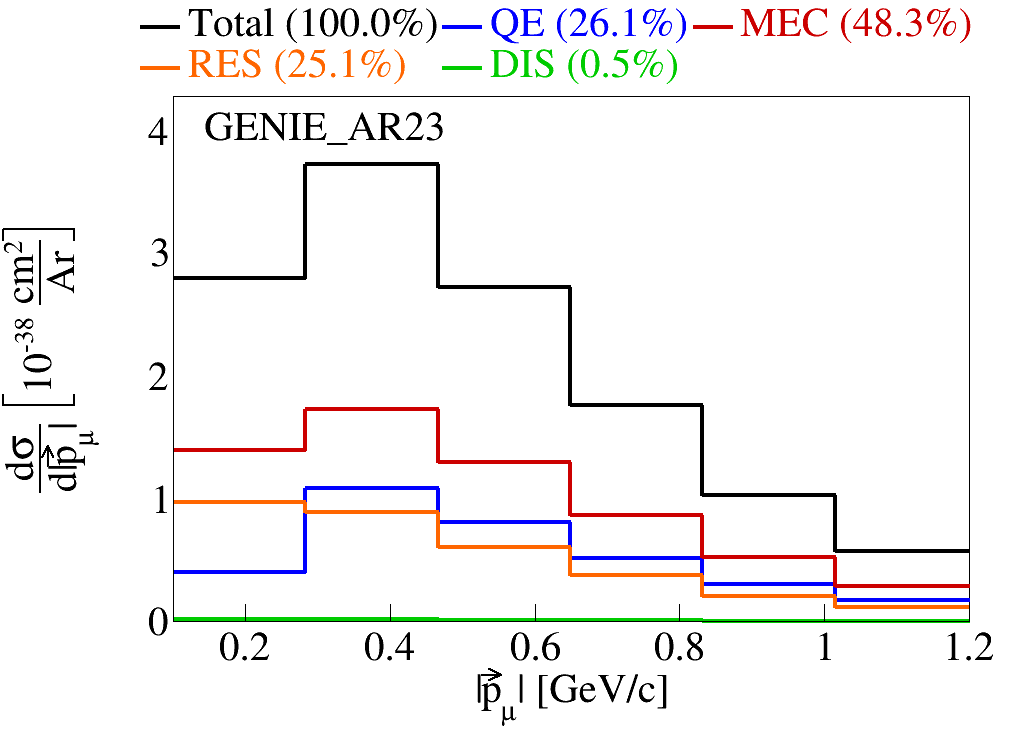 Total (100.0%) QE (26.1%) MEC (48.3%)
RES (25.1%) DIS (0.5%)
GENIE_AR23
4
3
2
1
0
0.2 0.4 0.6 0.8 1 1.2
|p⃗_μ| [GeV/c]
dσ/d|p⃗_μ| [10^-38 cm²/Ar]